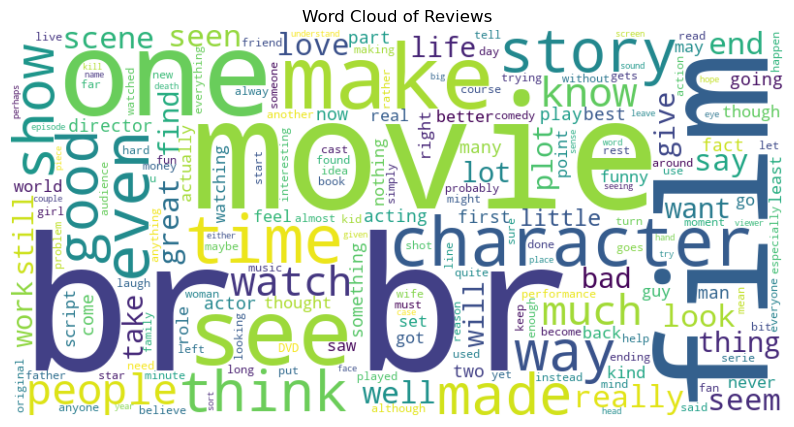 Word Cloud of Reviews
movie
br br
film
one
make
character
see
story
time
even
good
show
way
made
think
people
know
life
love
scene
seen
end
plot
lot
much
watch
well
really
seem
thing
look
bad
will
great
find
still
work
take
want
say
give
little
first
acting
play
best
better
director
part
now
real
right
many
nothing
funny
point
fact
though
going
may
go
least
never
man
guy
kind
back
set
got
two
saw
something
thought
actor
role
script
come
world
girl
actually
watching
feel
music
live
far
new
fun
hard
money
friend
everything
another
someone
day
making
rather
course
trying
without
gets
tell
comedy
read
screen
sound
action
happen
hope
eye
leave
understand
big
always
watched
death
kill
name
perhaps
episode
couple
audience
piece
problem
anything
laugh
family
father
original
anyone
star
minute
need
year
believe
left
woman
looking
long
put
DVD
sort
face
played
although
wife
must
case
keep
become
enough
reason
used
yet
instead
ending
mind
help
performance
quite
line
shot
done
goes
sure
place
turn
moment
hand
try
viewer
mean
everyone
especially
bit
serie
fan
said
head
use
around
let
word
rest
sense
seeing
probably
might
simply
book
idea
found
cast
interesting
start
almost
kid
maybe
either
given